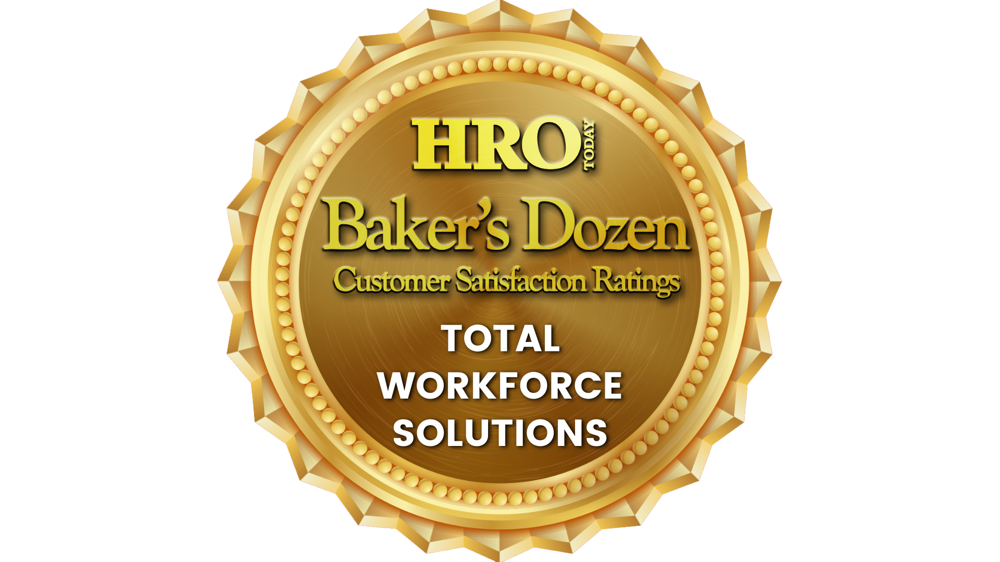 HRO TODAY
Baker's Dozen
Customer Satisfaction Ratings
TOTAL
WORKFORCE
SOLUTIONS